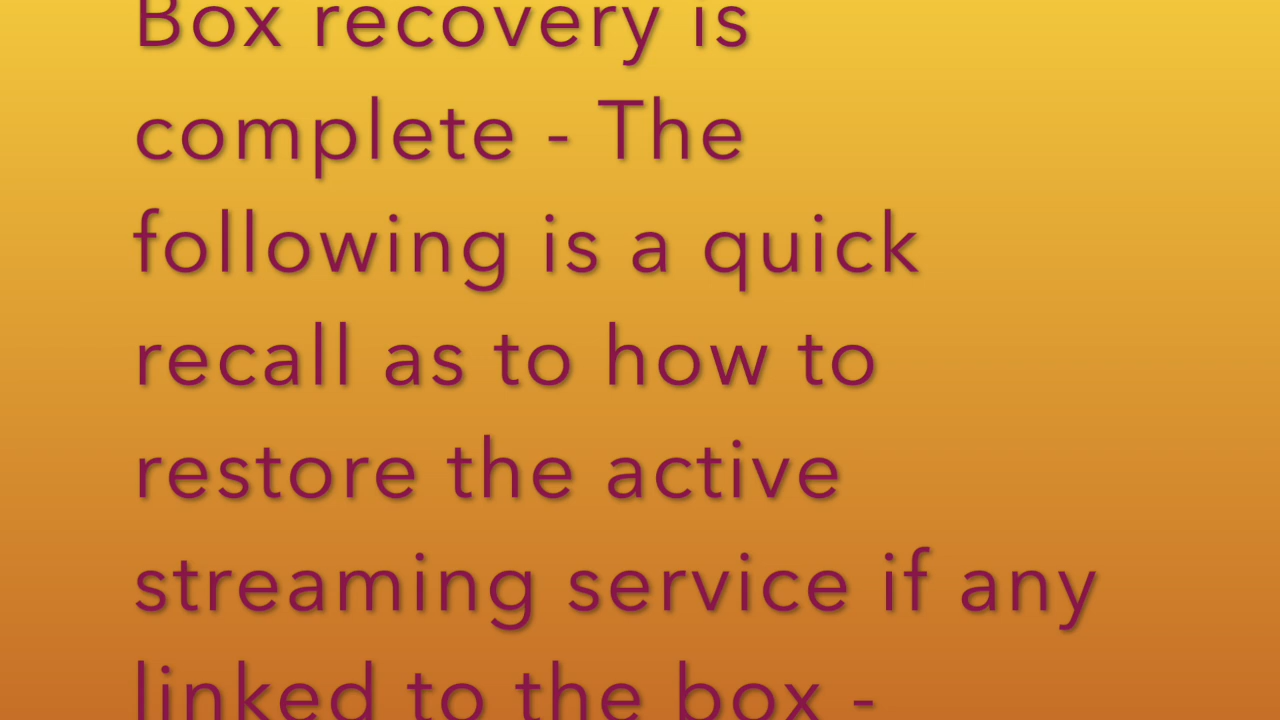 Box recovery is
complete - The
following is a quick
recall as to how to
restore the active
streaming service if any
linked to the box -